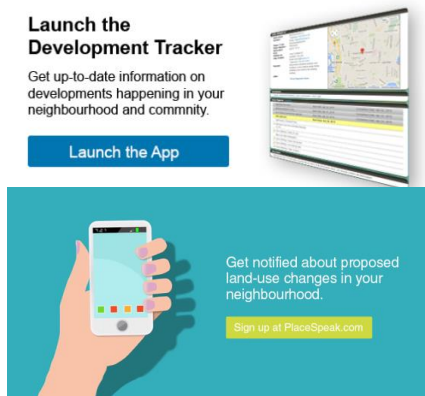 Launch the
Development Tracker
Get up-to-date information on
developments happening in your
neighbourhood and commnity.
Launch the App
Get notified about proposed
land-use changes in your
neighbourhood.
Sign up at PlaceSpeak.com